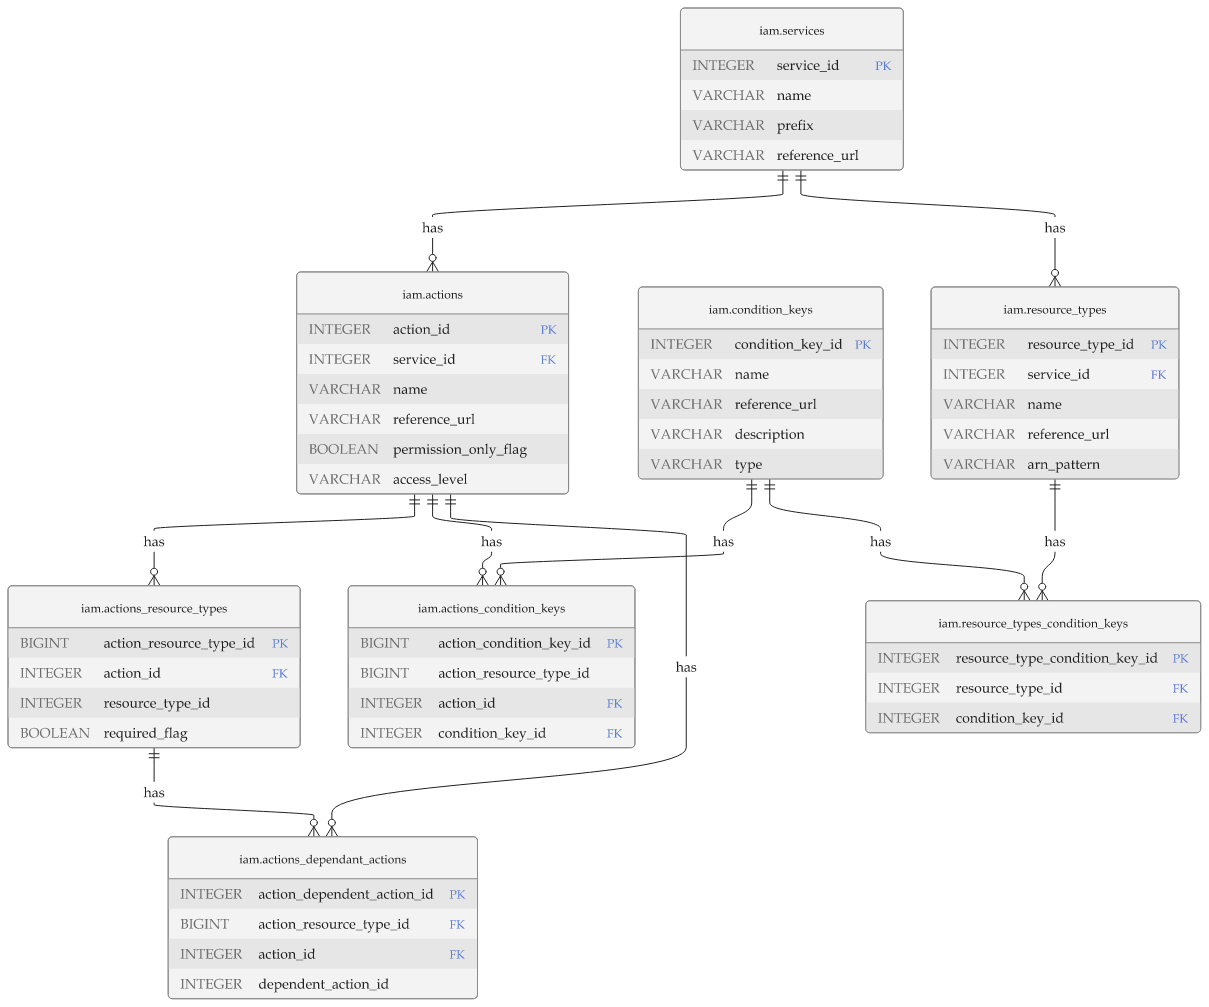 iam.services
INTEGER service_id PK
VARCHAR name
VARCHAR prefix
VARCHAR reference_url
has
has
iam.actions
INTEGER action_id PK
INTEGER service_id FK
VARCHAR name
VARCHAR reference_url
BOOLEAN permission_only_flag
VARCHAR access_level
iam.condition_keys
INTEGER condition_key_id PK
VARCHAR name
VARCHAR reference_url
VARCHAR description
VARCHAR type
iam.resource_types
INTEGER resource_type_id PK
INTEGER service_id FK
VARCHAR name
VARCHAR reference_url
VARCHAR arn_pattern
has
has
has
has
has
iam.actions_resource_types
BIGINT action_resource_type_id PK
INTEGER action_id FK
INTEGER resource_type_id
BOOLEAN required_flag
iam.actions_condition_keys
BIGINT action_condition_key_id PK
BIGINT action_resource_type_id
INTEGER action_id FK
INTEGER condition_key_id FK
has
iam.resource_types_condition_keys
INTEGER resource_type_condition_key_id PK
INTEGER resource_type_id FK
INTEGER condition_key_id FK
has
iam.actions_dependant_actions
INTEGER action_dependent_action_id PK
BIGINT action_resource_type_id FK
INTEGER action_id FK
INTEGER dependent_action_id